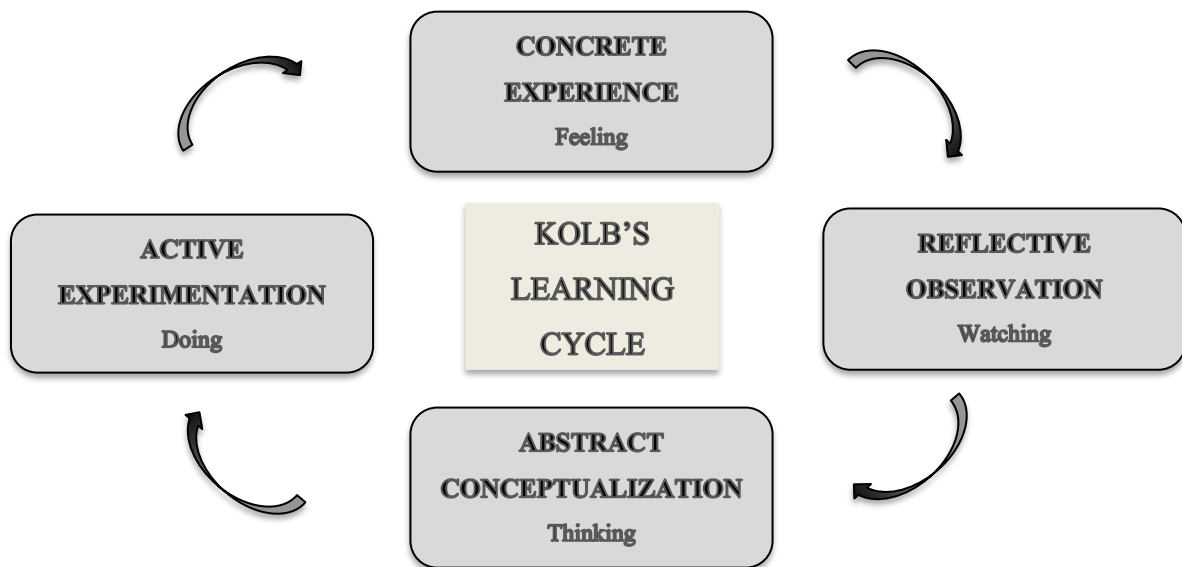 CONCRETE
EXPERIENCE
Feeling
ACTIVE
EXPERIMENTATION
Doing
KOLB’S
LEARNING
CYCLE
REFLECTIVE
OBSERVATION
Watching
ABSTRACT
CONCEPTUALIZATION
Thinking